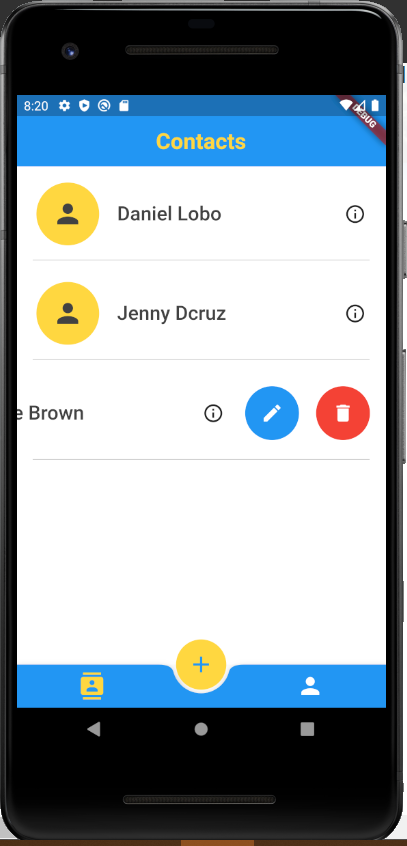 8:20
DEBUG
Contacts
Daniel Lobo
Jenny Dcruz
e Brown